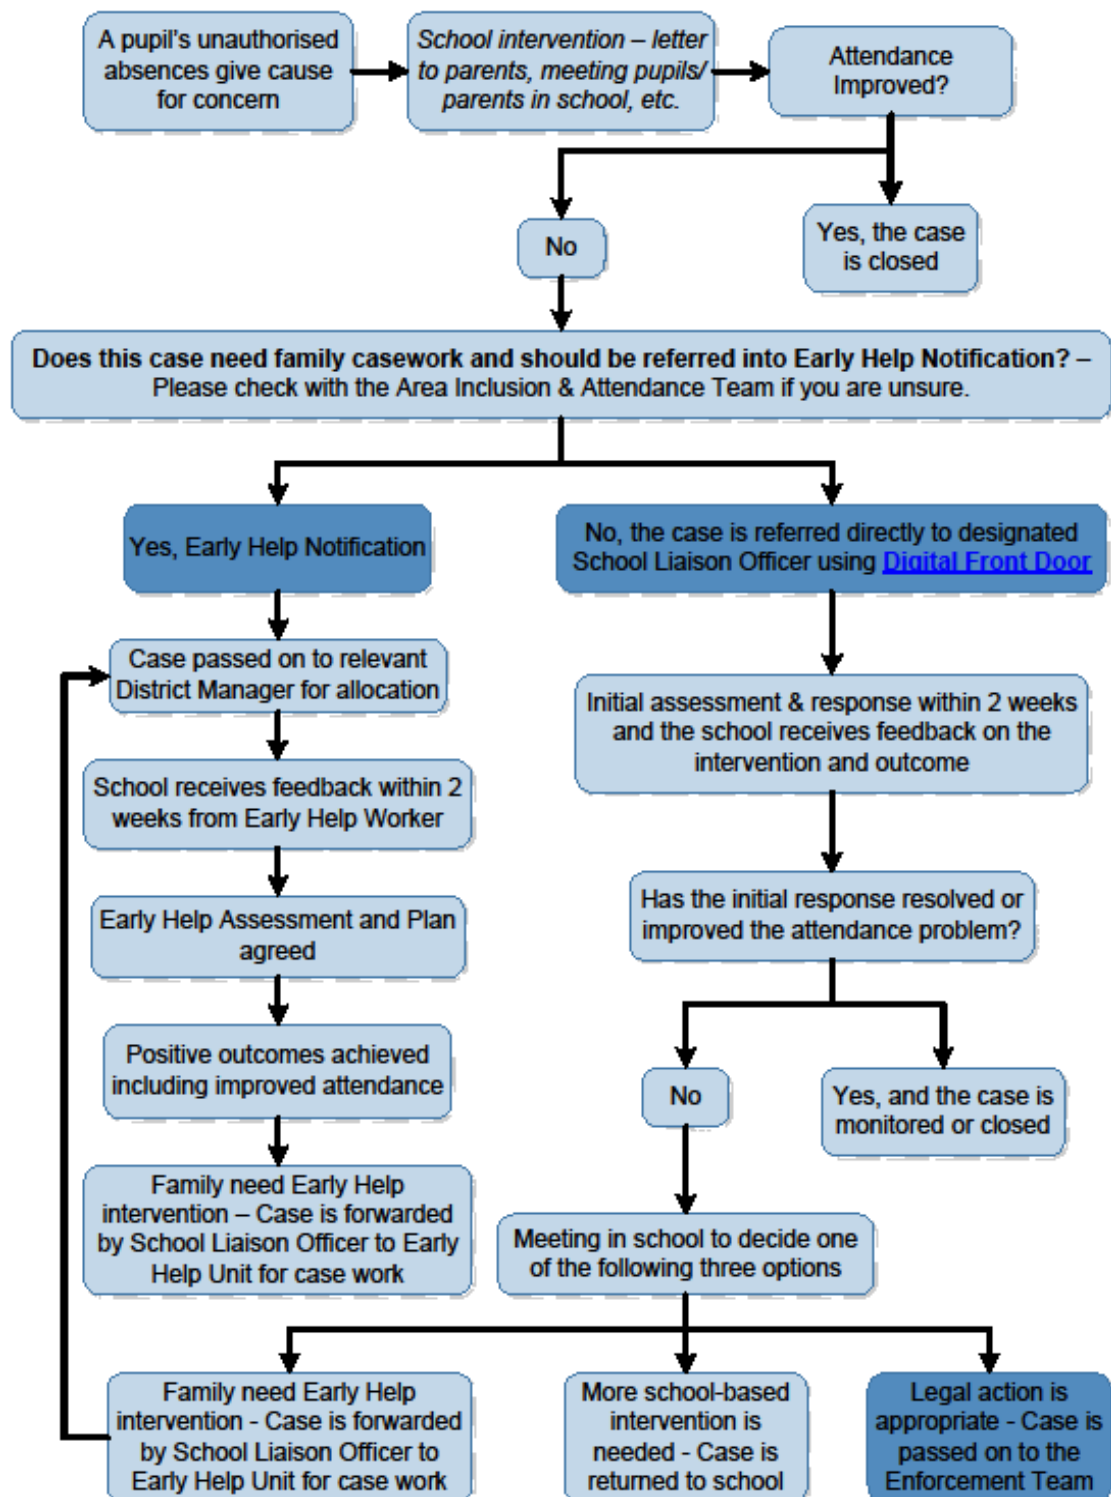 A pupil's unauthorised
absences give cause
for concern
School intervention – letter
to parents, meeting pupils/
parents in school, etc.
Attendance
Improved?
No
Yes, the case
is closed
Does this case need family casework and should be referred into Early Help Notification? –
Please check with the Area Inclusion & Attendance Team if you are unsure.
Yes, Early Help Notification
No, the case is referred directly to designated
School Liaison Officer using Digital Front Door
Case passed on to relevant
District Manager for allocation
Initial assessment & response within 2 weeks
and the school receives feedback on the
intervention and outcome
School receives feedback within 2
weeks from Early Help Worker
Has the initial response resolved or
improved the attendance problem?
Early Help Assessment and Plan
agreed
Positive outcomes achieved
including improved attendance
No
Yes, and the case is
monitored or closed
Family need Early Help
intervention – Case is forwarded
by School Liaison Officer to Early
Help Unit for case work
Meeting in school to decide one
of the following three options
Family need Early Help
intervention - Case is forwarded
by School Liaison Officer to
Early Help Unit for case work
More school-based
intervention is
needed - Case is
returned to school
Legal action is
appropriate - Case is
passed on to the
Enforcement Team